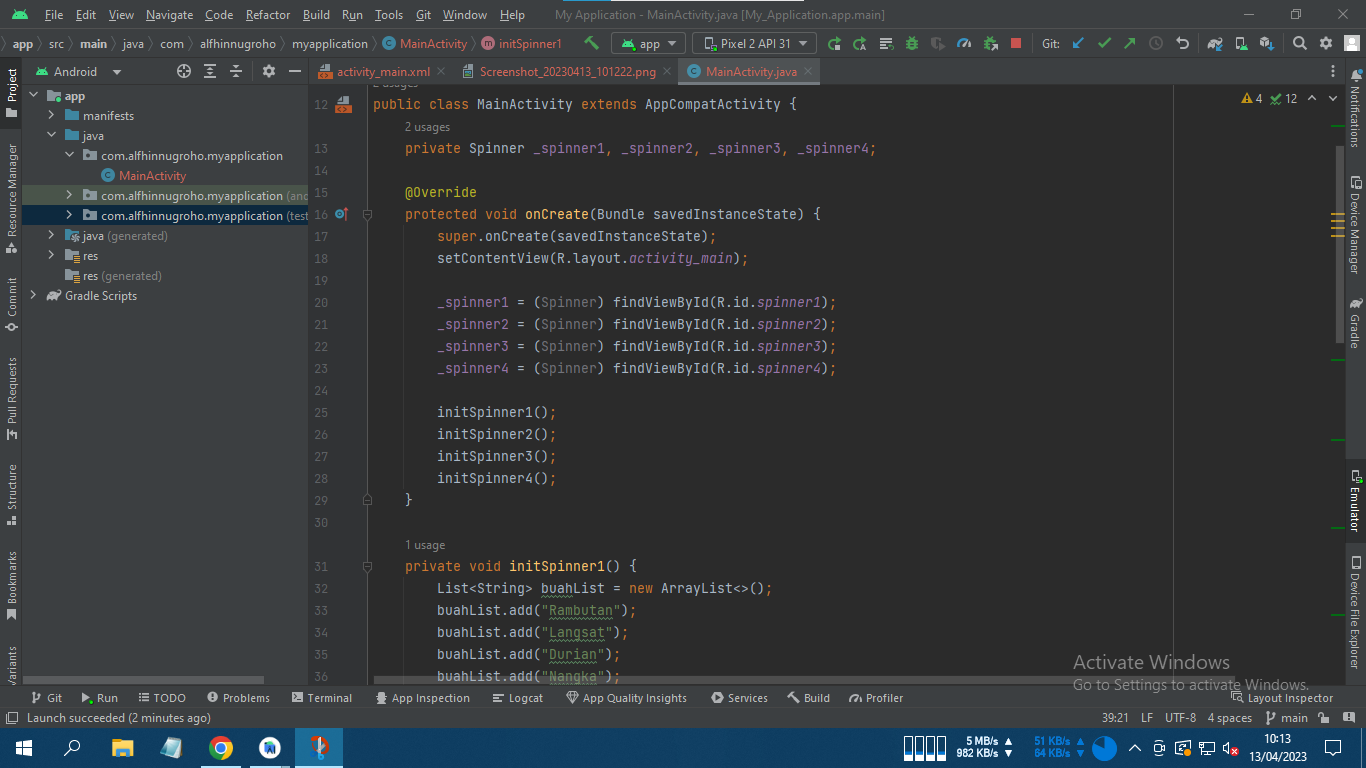 File Edit View Navigate Code Refactor Build Run Tools Git Window Help My Application - MainActivity.java [My_Application.app.main]
app src main java com alfhinnugroho myapplication MainActivity initSpinner1 app Pixel 2 API 31 Git:
Project
Android
activity_main.xml Screenshot_20230413_101222.png MainActivity.java
Notifications
app
manifests
java
com.alfhinnugroho.myapplication
MainActivity
com.alfhinnugroho.myapplication (anc
com.alfhinnugroho.myapplication (test
java (generated)
res
res (generated)
Gradle Scripts
Resource Manager
Commit
Pull Requests
Structure
Bookmarks
Variants
2 usages
12 public class MainActivity extends AppCompatActivity {
4 12
2 usages
13 private Spinner _spinner1, _spinner2, _spinner3, _spinner4;
14
15 @Override
16 protected void onCreate(Bundle savedInstanceState) {
17 super.onCreate(savedInstanceState);
18 setContentView(R.layout.activity_main);
19
20 _spinner1 = (Spinner) findViewById(R.id.spinner1);
21 _spinner2 = (Spinner) findViewById(R.id.spinner2);
22 _spinner3 = (Spinner) findViewById(R.id.spinner3);
23 _spinner4 = (Spinner) findViewById(R.id.spinner4);
24
25 initSpinner1();
26 initSpinner2();
27 initSpinner3();
28 initSpinner4();
29 }
30
1 usage
31 private void initSpinner1() {
32 List<String> buahList = new ArrayList<>();
33 buahList.add("Rambutan");
34 buahList.add("Langsat");
35 buahList.add("Durian");
36 buahList.add("Nangka");
Device Manager
Gradle
Emulator
Device File Explorer
Activate Windows
Go to Settings to activate Windows.
Git Run TODO Problems Terminal App Inspection Logcat App Quality Insights Services Build Profiler Layout Inspector
Launch succeeded (2 minutes ago) 39:21 LF UTF-8 4 spaces main
5 MB/s 51 KB/s 10:13
982 KB/s 64 KB/s 13/04/2023